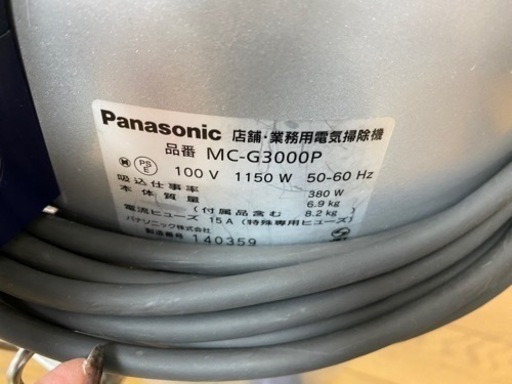 Panasonic 店舗・業務用電気掃除機
品番 MC-G3000P
PS E 100 V 1150 W 50-60 Hz
吸込仕事率 380 W
本体質量 6.9 kg
(付属品含む 8.2 kg)
電流ヒューズ 15A (特殊専用ヒューズ)
パナソニック株式会社
製造番号 140359